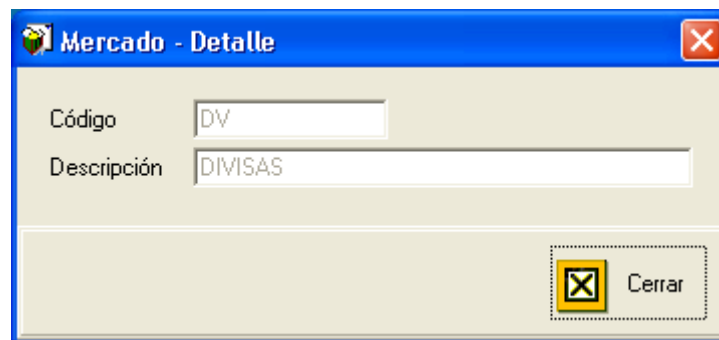 Mercado - Detalle
Código DV
Descripción DIVISAS
Cerrar